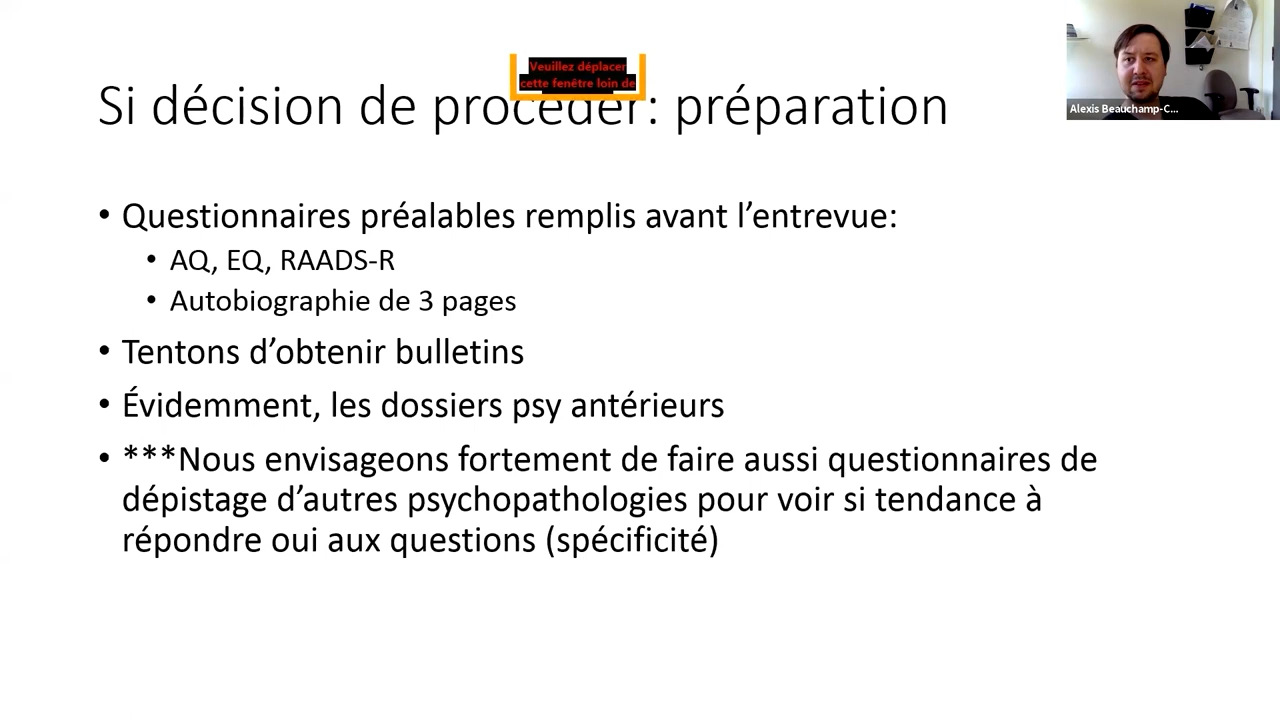 Veuillez déplacer
cette fenêtre loin de
Si décision de procéder : préparation
Alexis Beauchamp-C...
• Questionnaires préalables remplis avant l’entrevue:
• AQ, EQ, RAADS-R
• Autobiographie de 3 pages
• Tentons d’obtenir bulletins
• Évidemment, les dossiers psy antérieurs
• ***Nous envisageons fortement de faire aussi questionnaires de
dépistage d’autres psychopathologies pour voir si tendance à
répondre oui aux questions (spécificité)